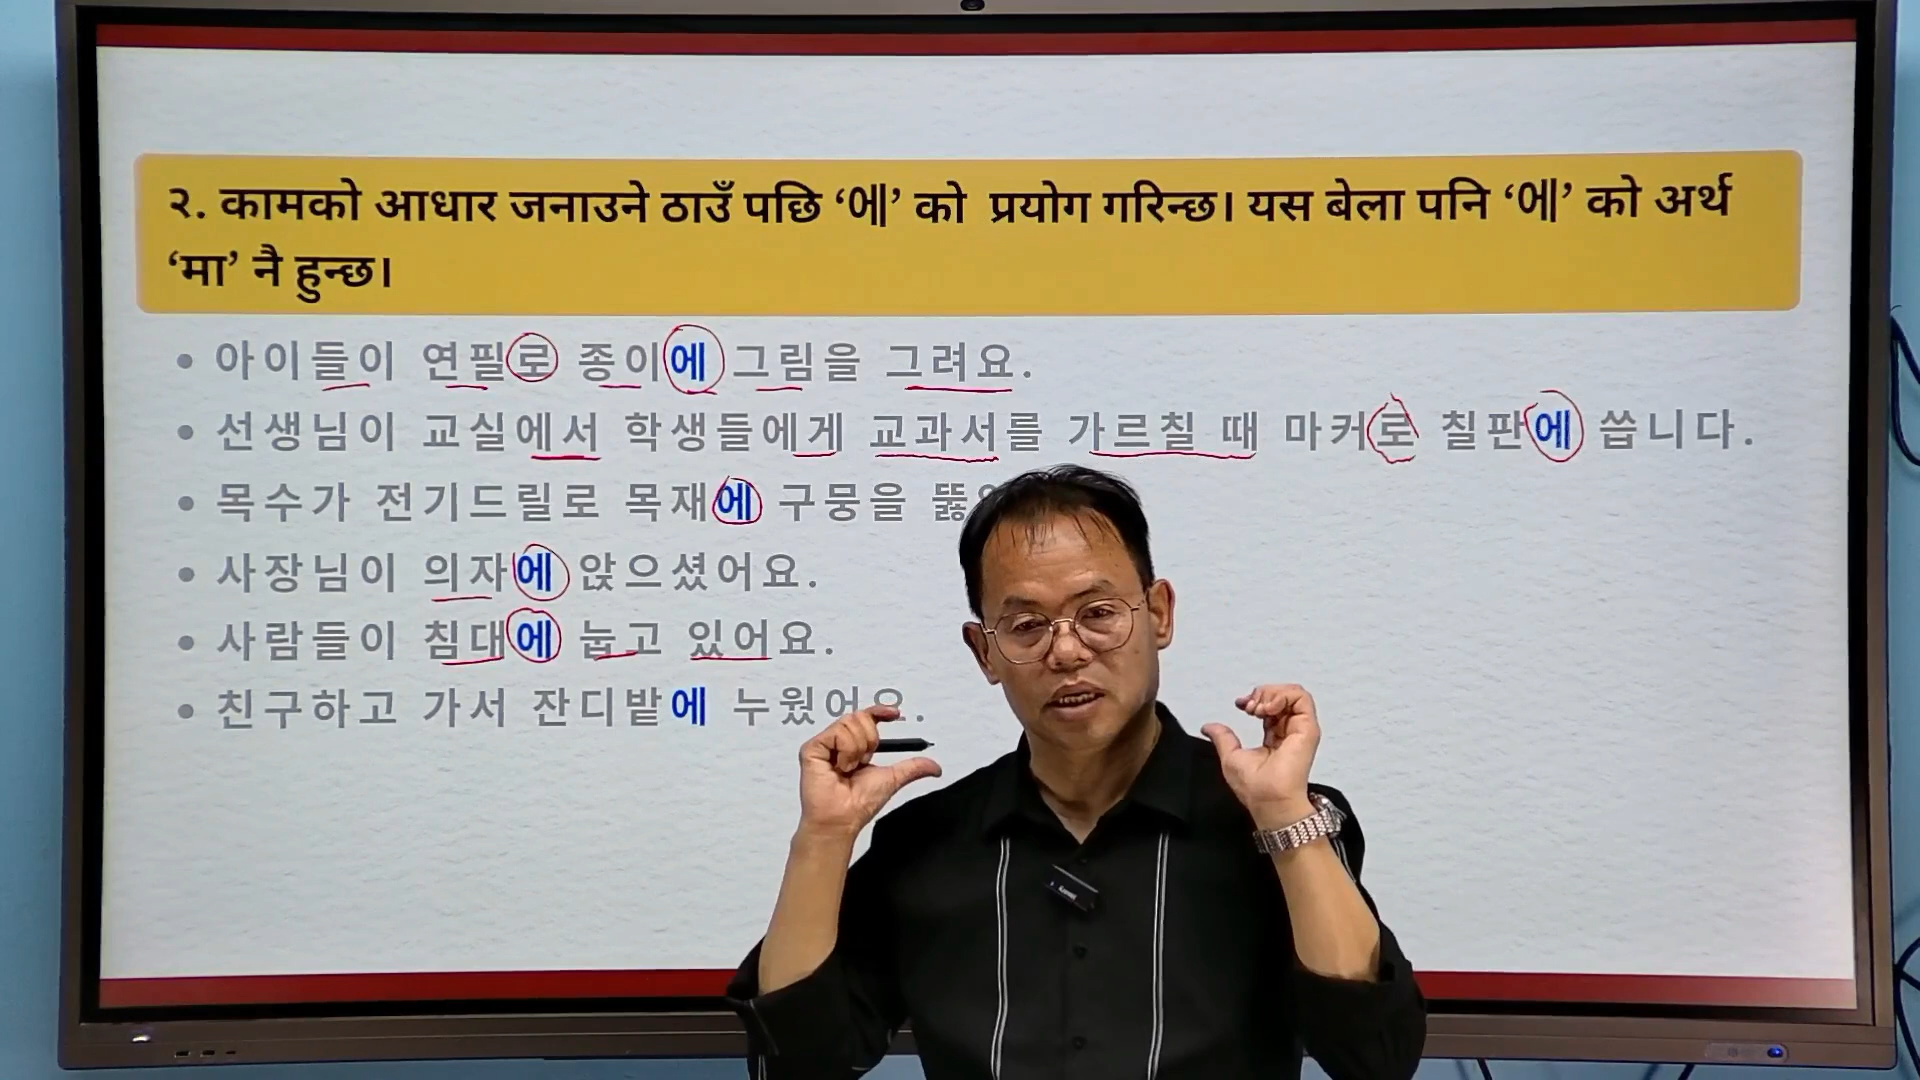 २. कामको आधार जनाउने ठाउँ पछि ‘에’ को प्रयोग गरिन्छ। यस बेला पनि ‘에’ को अर्थ
‘मा’ नै हुन्छ।
• 아이들이 연필로 종이에 그림을 그려요.
• 선생님이 교실에서 학생들에게 교과서를 가르칠 때 마커로 칠판에 씁니다.
• 목수가 전기드릴로 목재에 구뭉을
• 사장님이 의자에 앉으셨어요.
• 사람들이 침대에 눕고 있어요.
• 친구하고 가서 잔디밭에 누웠어요.